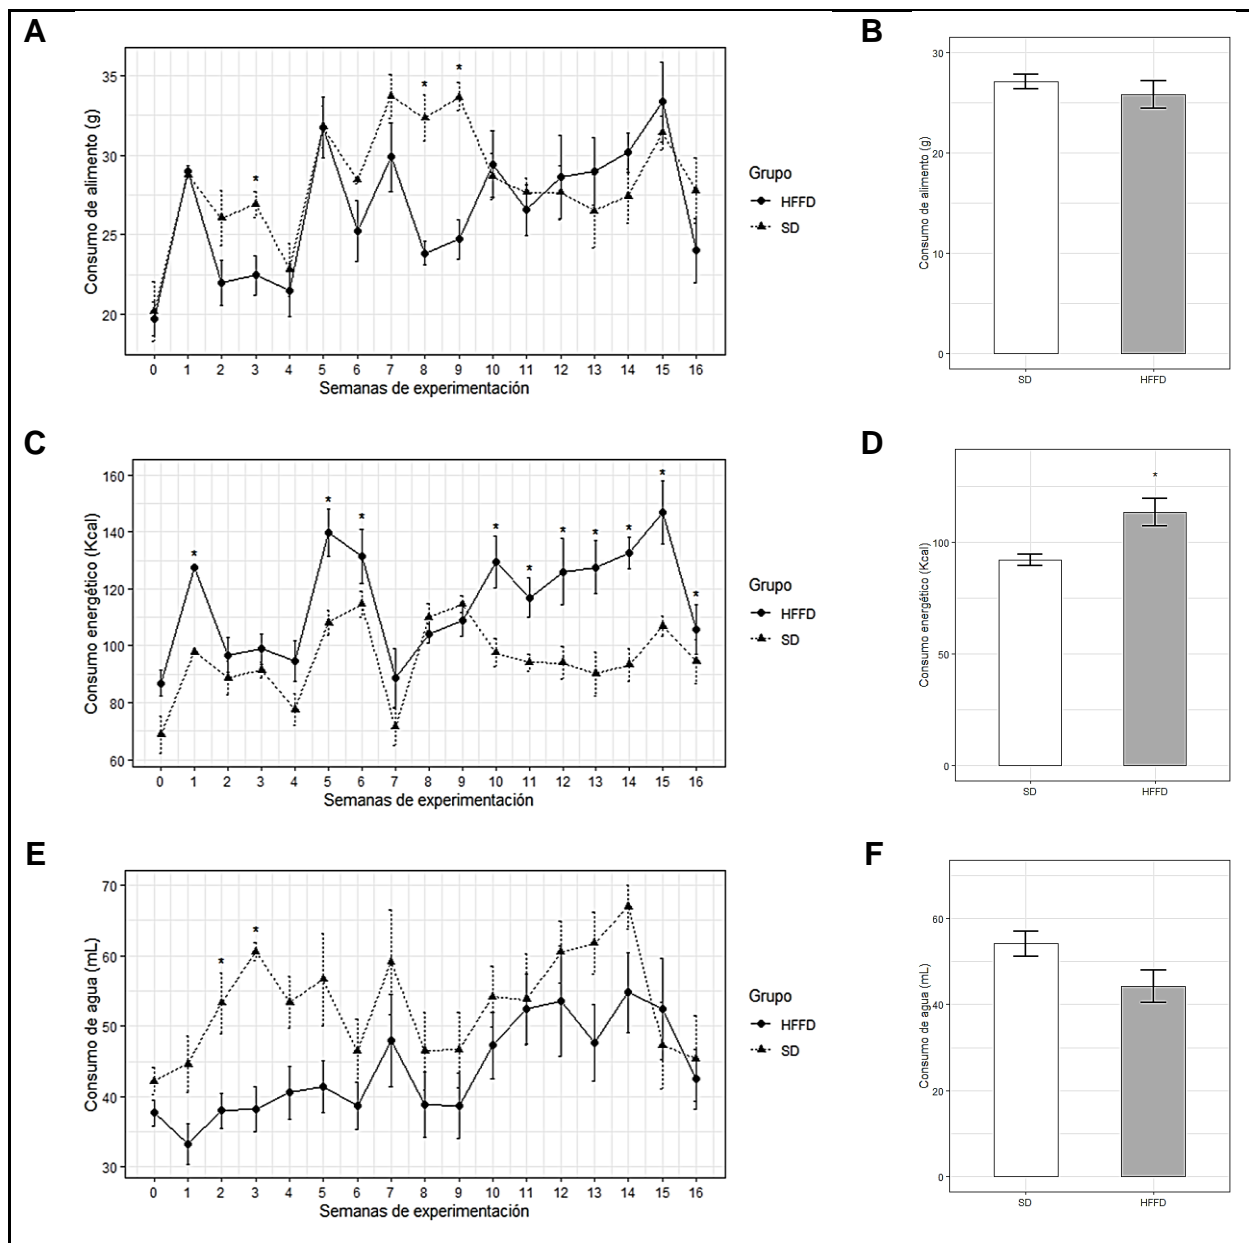 A
Consumo de alimento (g)
35
30
25
20
* * *
0 1 2 3 4 5 6 7 8 9 10 11 12 13 14 15 16
Semanas de experimentación
Grupo
HFFD
SD
B
Consumo de alimento (g)
30
20
10
0
SD HFFD
C
Consumo energético (Kcal)
160
140
120
100
80
60
* * * * * * * * * *
0 1 2 3 4 5 6 7 8 9 10 11 12 13 14 15 16
Semanas de experimentación
Grupo
HFFD
SD
D
Consumo energético (Kcal)
100
50
0
*
SD HFFD
E
Consumo de agua (mL)
70
60
50
40
30
* *
0 1 2 3 4 5 6 7 8 9 10 11 12 13 14 15 16
Semanas de experimentación
Grupo
HFFD
SD
F
Consumo de agua (mL)
60
40
20
0
SD HFFD